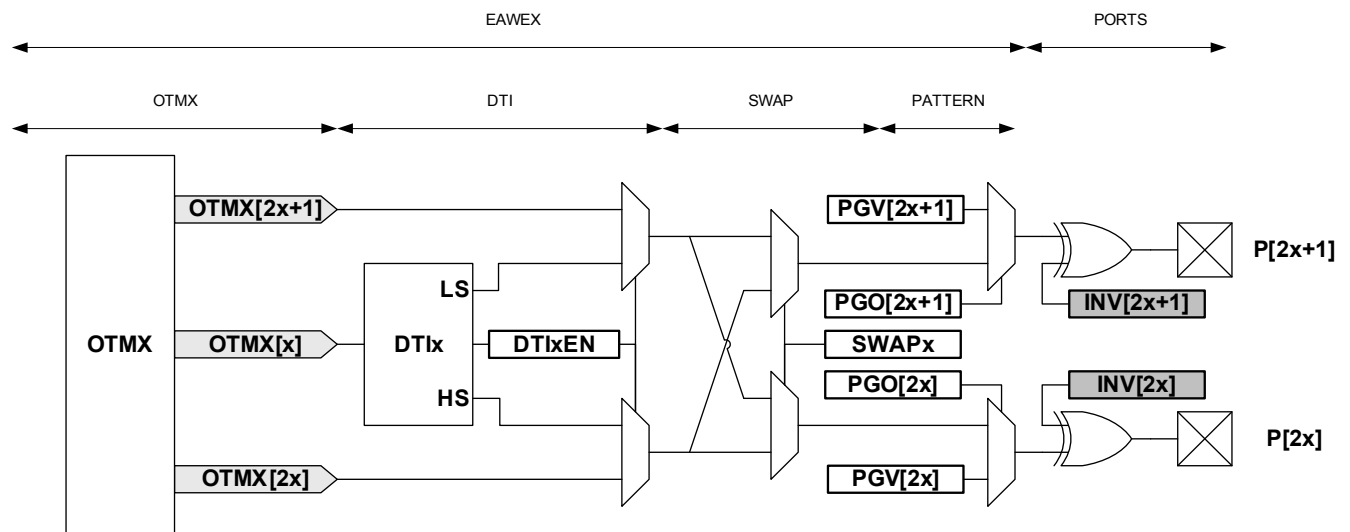 EAWEX PORTS
OTMX DTI SWAP PATTERN
OTMX[2x+1] PGV[2x+1]
P[2x+1]
LS PGO[2x+1] INV[2x+1]
OTMX OTMX[x] DTIx DTIxEN SWAPx
HS PGO[2x] INV[2x]
P[2x]
OTMX[2x] PGV[2x]